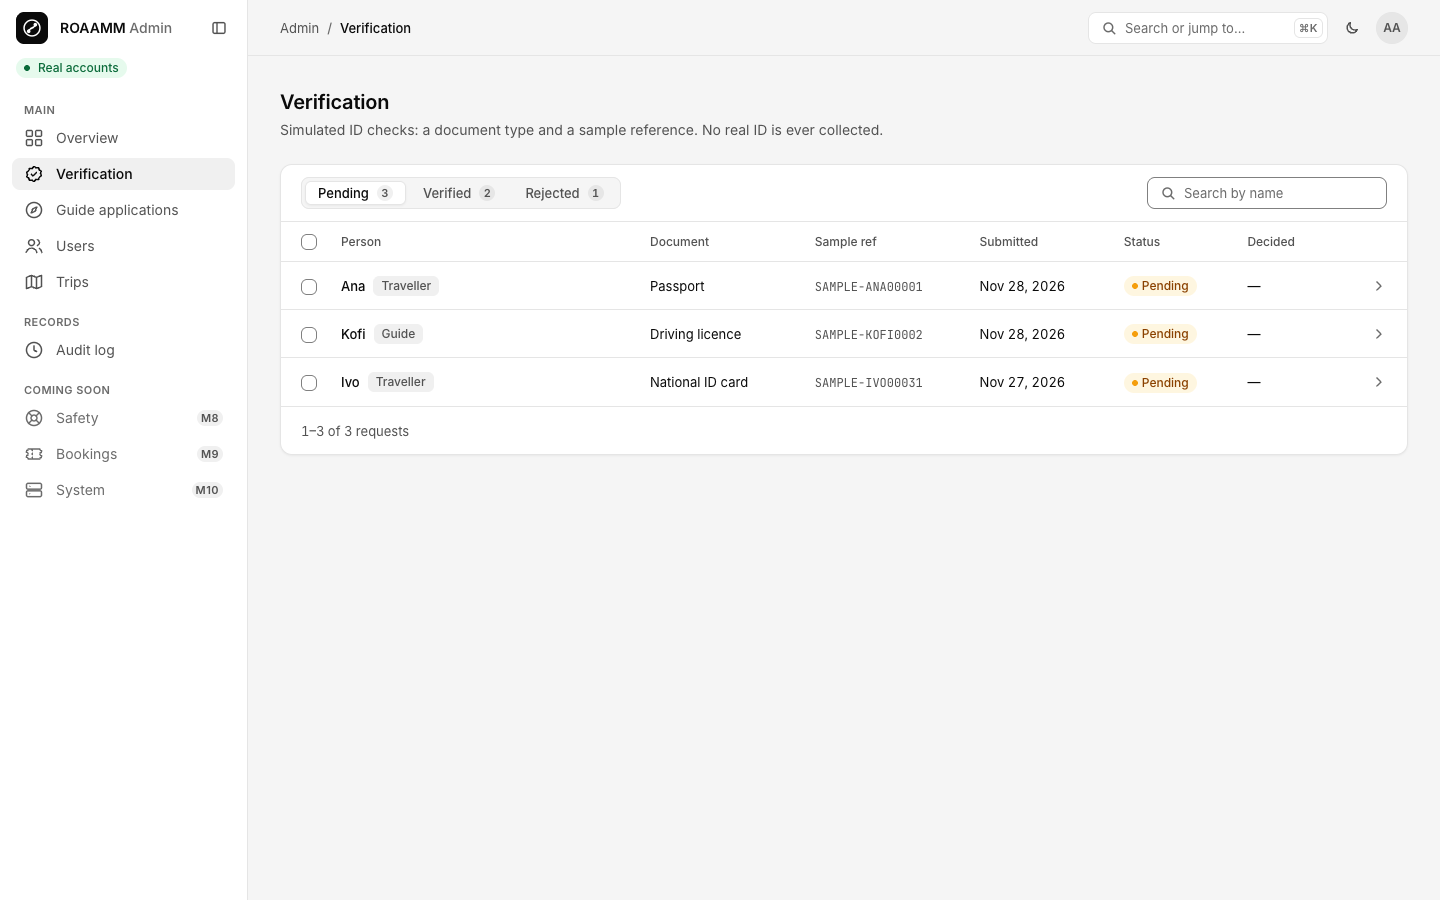 ROAAMM Admin
Real accounts
MAIN
Overview
Verification
Guide applications
Users
Trips
RECORDS
Audit log
COMING SOON
Safety M8
Bookings M9
System M10
Admin / Verification
Search or jump to... ⌘K
AA
Verification
Simulated ID checks: a document type and a sample reference. No real ID is ever collected.
Pending 3 Verified 2 Rejected 1
Search by name
Person Document Sample ref Submitted Status Decided
Ana Traveller Passport SAMPLE-ANA00001 Nov 28, 2026 Pending —
Kofi Guide Driving licence SAMPLE-KOFI0002 Nov 28, 2026 Pending —
Ivo Traveller National ID card SAMPLE-IVO00031 Nov 27, 2026 Pending —
1–3 of 3 requests